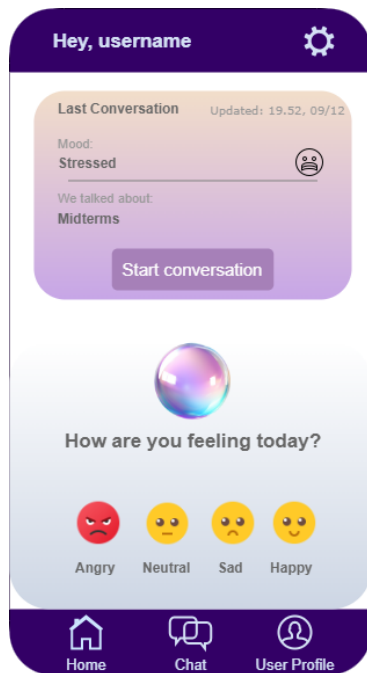 Hey, username
Last Conversation Updated: 19.52, 09/12
Mood:
Stressed
We talked about:
Midterms
Start conversation
How are you feeling today?
Angry Neutral Sad Happy
Home Chat User Profile